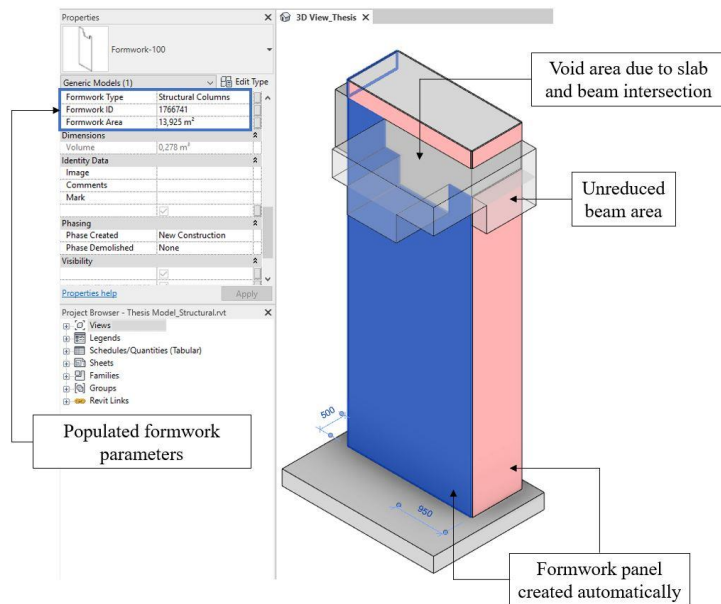 Properties
Formwork-100
Generic Models (1)
Edit Type
Formwork Type Structural Columns
Formwork ID 1766741
Formwork Area 13,925 m²
Dimensions
Volume 0,278 m³
Identity Data
Image
Comments
Mark
Phasing
Phase Created New Construction
Phase Demolished None
Visibility
Properties help
Apply
Project Browser - Thesis Model_Structural.rvt
Views
Legends
Schedules/Quantities (Tabular)
Sheets
Families
Groups
Revit Links
Populated formwork
parameters
3D View_Thesis
Void area due to slab
and beam intersection
Unreduced
beam area
500
950
Formwork panel
created automatically